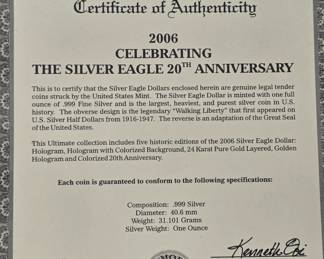 Certificate of Authenticity
2006
CELEBRATING
THE SILVER EAGLE 20TH ANNIVERSARY
This is to certify that the Silver Eagle Dollars enclosed herein are genuine legal tender
coins struck by the United States Mint. The Silver Eagle Dollar is minted with one full
ounce of .999 Fine Silver and is the largest, heaviest, and purest silver coin in U.S.
history. The obverse design is the legendary "Walking Liberty" that first appeared on
U.S. Silver Half Dollars from 1916-1947. The reverse is an adaptation of the Great Seal
of the United States.
This Ultimate collection includes five historic editions of the 2006 Silver Eagle Dollar:
Hologram, Hologram with Colorized Background, 24 Karat Pure Gold Layered, Golden
Hologram and Colorized 20th Anniversary.
Each coin is guaranteed to conform to the following specifications:
Composition: .999 Silver
Diameter: 40.6 mm
Weight: 31.101 Grams
Silver Weight: One Ounce
Kenneth